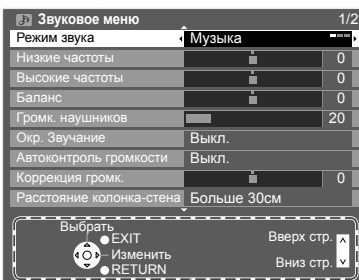 Звуковое меню 1/2
Режим звука Музыка
Низкие частоты 0
Высокие частоты 0
Баланс 0
Громк. наушников 20
Окр. Звучание Выкл.
Автоконтроль громкости Выкл.
Коррекция громк. 0
Расстояние колонка-стена Больше 30см
Выбрать
EXIT Вверх стр.
Изменить
RETURN Вниз стр.